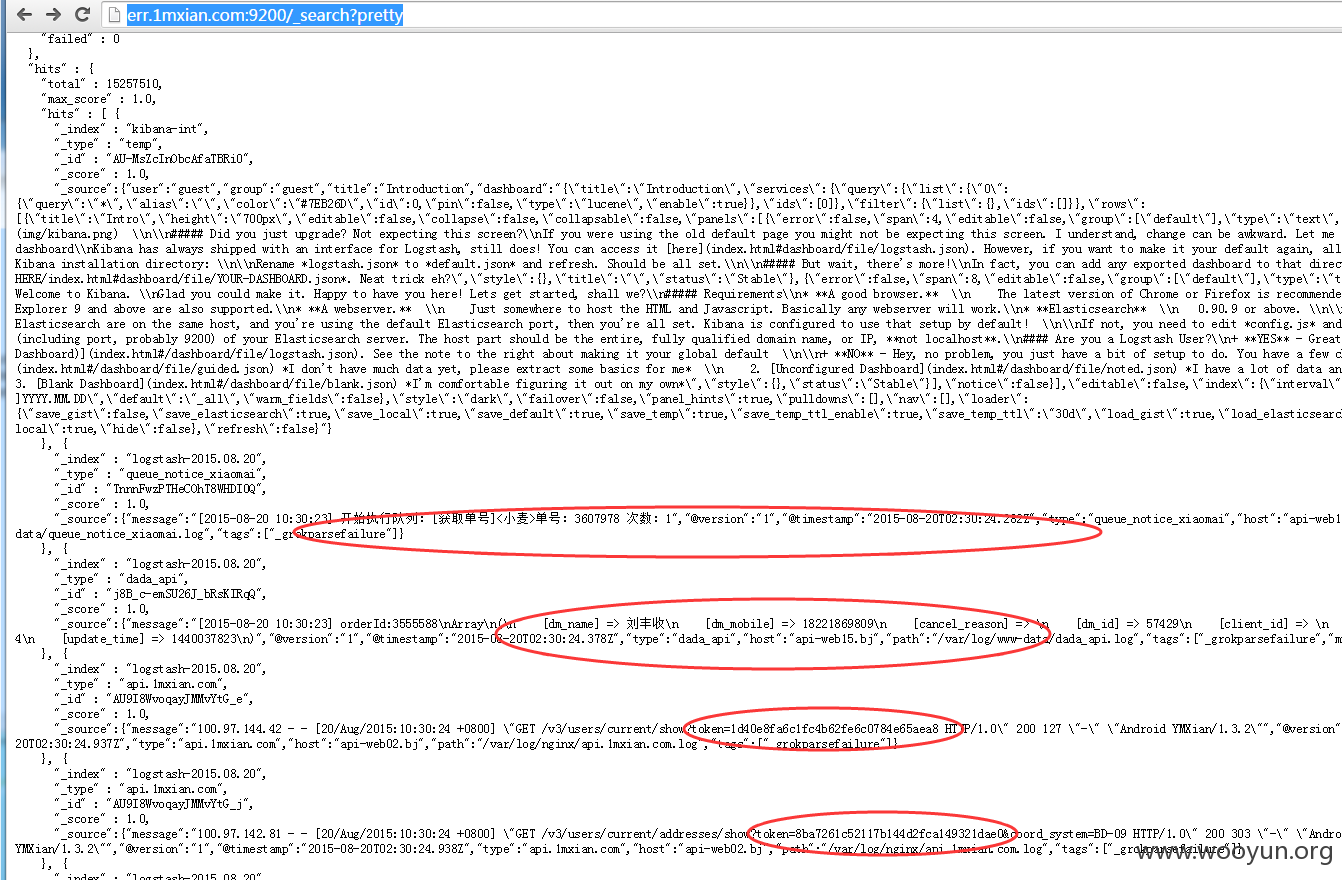 err.1mxian.com:9200/_search?pretty
"failed" : 0
},
"hits" : {
"total" : 15257510,
"max_score" : 1.0,
"hits" : [ {
"_index" : "kibana-int",
"_type" : "temp",
"_id" : "AU-MsZcInObcAfaTBRiO",
"_score" : 1.0,
"_source":{"user":"guest","group":"guest","title":"Introduction","dashboard":"{\"title\":\"Introduction\",\"services\":{\"query\":{\"list\":{\"0\":
{\"query\":\"*\",\"alias\":\"\",\"color\":\"#7EB26D\",\"id\":0,\"pin\":false,\"type\":\"lucene\",\"enable\":true}},\"ids\":[0]},\"filter\":{\"list\":{},\"ids\":[]}},\"rows\":
[{\"title\":\"Intro\",\"height\":\"700px\",\"editable\":false,\"collapse\":false,\"collapsable\":false,\"panels\":[{\"error\":false,\"span\":4,\"editable\":false,\"group\":[\"default\"],\"type\":\"text\",
(img/kibana.png)  \\n\\n##### Did you just upgrade? Not expecting this screen?\\nIf you were using the old default page you might not be expecting this screen. I understand, change can be awkward. Let me
dashboard\\nKibana has always shipped with an interface for Logstash, still does! You can access it [here](index.html#dashboard/file/logstash.json). However, if you want to make it your default again, all
Kibana installation directory: \\n\\nRename *logstash.json* to *default.json* and refresh. Should be all set.\\n\\n##### But wait, there's more!\\nIn fact, you can add any exported dashboard to that direc
HERE/index.html#dashboard/file/YOUR-DASHBOARD.json*. Neat trick eh?\",\"style\":{},\"status\":\"Stable\"},{\"error\":false,\"span\":8,\"editable\":false,\"group\":[\"default\"],\"type\":\"t
Welcome to Kibana. \\nGlad you could make it. Happy to have you here! Lets get started, shall we?\\n##### Requirements\\n* **A good browser.**  \\n    The latest version of Chrome or Firefox is recommende
Explorer 9 and above are also supported.\\n* **A webserver.**  \\n    Just somewhere to host the HTML and Javascript. Basically any webserver will work.\\n* **Elasticsearch**  \\n   0.90.9 or above.  \\n\\
Elasticsearch are on the same host, and you're using the default Elasticsearch port, then you're all set. Kibana is configured to use that setup by default!  \\n\\nIf not, you need to edit *config.js* and
(including port, probably 9200) of your Elasticsearch server. The host part should be the entire, fully qualified domain name, or IP, **not localhost**.\\n#### Are you a Logstash User?\\n+ **YES** - Great
Dashboard)](index.html#/dashboard/file/logstash.json). See the note to the right about making it your global default  \\n\\n+ **NO** - Hey, no problem, you just have a bit of setup to do. You have a few ch
(index.html#/dashboard/file/guided.json) *I don't have much data yet, please extract some basics for me*  \\n    2. [Unconfigured Dashboard](index.html#/dashboard/file/noted.json) *I have a lot of data an
3. [Blank Dashboard](index.html#/dashboard/file/blank.json) *I'm comfortable figuring it out on my own*\",\"style\":{},\"status\":\"Stable\"}],\"notice\":false}],\"editable\":false,\"index\":{\"interval\"
]YYYY.MM.DD\",\"default\":\"_all\",\"warm_fields\":false},\"style\":\"dark\",\"failover\":false,\"panel_hints\":true,\"pulldowns\":[],\"nav\":[],\"loader\":
{\"save_gist\":false,\"save_elasticsearch\":true,\"save_local\":true,\"save_default\":true,\"save_temp\":true,\"save_temp_ttl_enable\":true,\"save_temp_ttl\":\"30d\",\"load_gist\":true,\"load_elasticsearch
local\":true,\"hide\":false},\"refresh\":false}"}
}, {
"_index" : "logstash-2015.08.20",
"_type" : "queue_notice_xiaomai",
"_id" : "TnnnFwzPTHeCOhT8WHDIOQ",
"_score" : 1.0,
"_source":{"message":"[2015-08-20 10:30:23] 开始执行队列: [获取单号]<小麦>单号: 3607978 次数: 1","@version":"1","@timestamp":"2015-08-20T02:30:24.262Z","type":"queue_notice_xiaomai","host":"api-web1
data/queue_notice_xiaomai.log","tags":["_grokparsefailure"]}
}, {
"_index" : "logstash-2015.08.20",
"_type" : "dada_api",
"_id" : "j8B_c-emSU26J_bRsKIRqQ",
"_score" : 1.0,
"_source":{"message":"[2015-08-20 10:30:23] orderId:3555588\nArray\n(\n    [dm_name] => 刘丰收\n    [dm_mobile] => 18221869809\n    [cancel_reason] => \n    [dm_id] => 57429\n    [client_id] => \n
4\n    [update_time] => 1440037823\n)","@version":"1","@timestamp":"2015-08-20T02:30:24.378Z","type":"dada_api","host":"api-web15.bj","path":"/var/log/www-data/dada_api.log","tags":["_grokparsefailure","mu
}, {
"_index" : "logstash-2015.08.20",
"_type" : "api.1mxian.com",
"_id" : "AU9I8WvoqayJMMvYtG_e",
"_score" : 1.0,
"_source":{"message":"100.97.144.42 - - [20/Aug/2015:10:30:24 +0800] \"GET /v3/users/current/show?token=1d40e8fa6c1fc4b62fe6c0784e65aea8 HTTP/1.0\" 200 127 \"-\" \"Android YMXian/1.3.2\"","@version"
20T02:30:24.937Z","type":"api.1mxian.com","host":"api-web02.bj","path":"/var/log/nginx/api.1mxian.com.log","tags":["_grokparsefailure"]}
}, {
"_index" : "logstash-2015.08.20",
"_type" : "api.1mxian.com",
"_id" : "AU9I8WvoqayJMMvYtG_j",
"_score" : 1.0,
"_source":{"message":"100.97.142.81 - - [20/Aug/2015:10:30:24 +0800] \"GET /v3/users/current/addresses/show?token=8ba7261c52117b144d2fca149321dae0&coord_system=BD-09 HTTP/1.0\" 200 303 \"-\" \"Andro
YMXian/1.3.2\"","@version":"1","@timestamp":"2015-08-20T02:30:24.938Z","type":"api.1mxian.com","host":"api-web02.bj","path":"/var/log/nginx/api.1mxian.com.log","tags":["_grokparsefailure"]}
}, {
"_index" : "logstash-2015.08.20",
www.wooyun.org